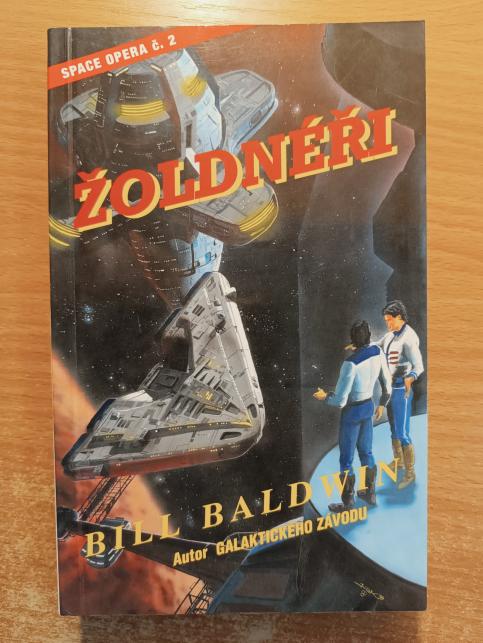 SPACE OPERA č. 2
ŽOLDNÉŘI
BILL BALDWIN
Autor GALAKTICKÉHO ZÁVODU